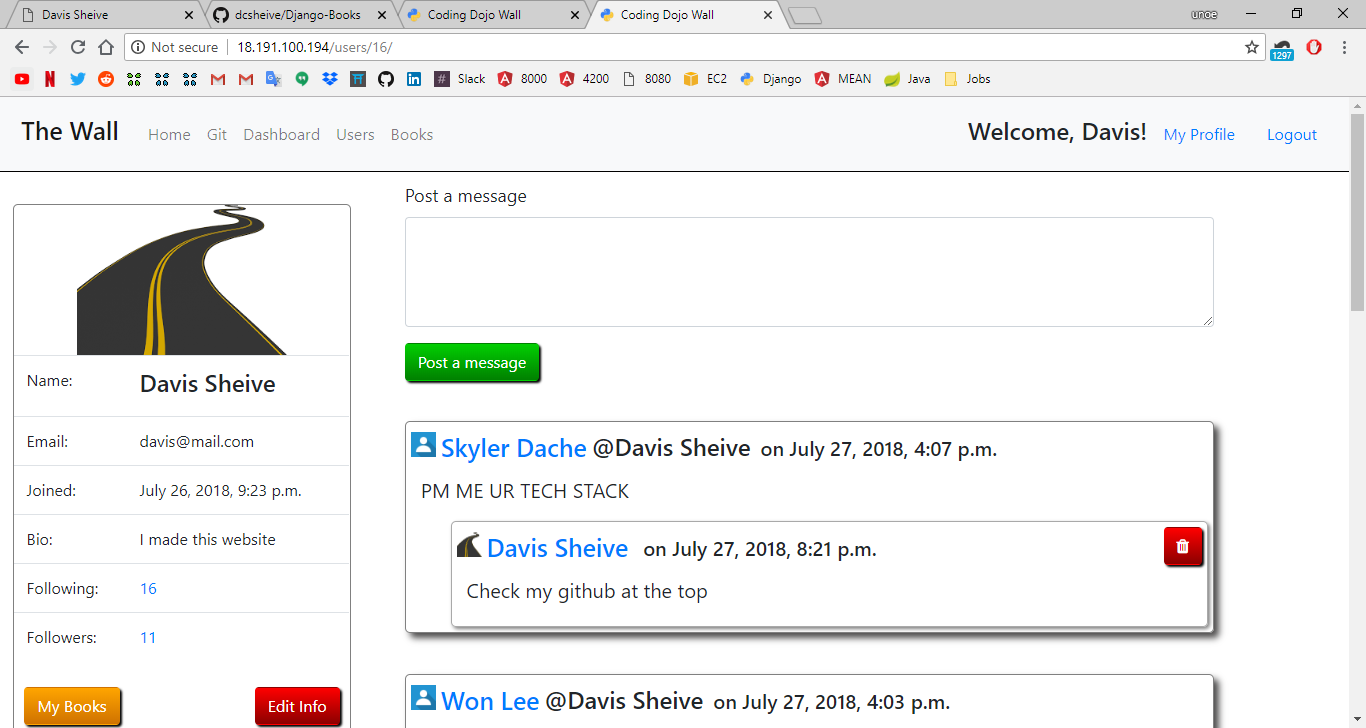 Davis Sheive
dcsheive/Django-Books
Coding Dojo Wall
Coding Dojo Wall
unoe
Not secure
18.191.100.194/users/16/
1297
Slack
8000
4200
8080
EC2
Django
MEAN
Java
Jobs
The Wall
Home
Git
Dashboard
Users
Books
Welcome, Davis!
My Profile
Logout
Name: Davis Sheive
Email: davis@mail.com
Joined: July 26, 2018, 9:23 p.m.
Bio: I made this website
Following: 16
Followers: 11
My Books
Edit Info
Post a message
Post a message
Skyler Dache @Davis Sheive on July 27, 2018, 4:07 p.m.
PM ME UR TECH STACK
Davis Sheive on July 27, 2018, 8:21 p.m.
Check my github at the top
Won Lee @Davis Sheive on July 27, 2018, 4:03 p.m.